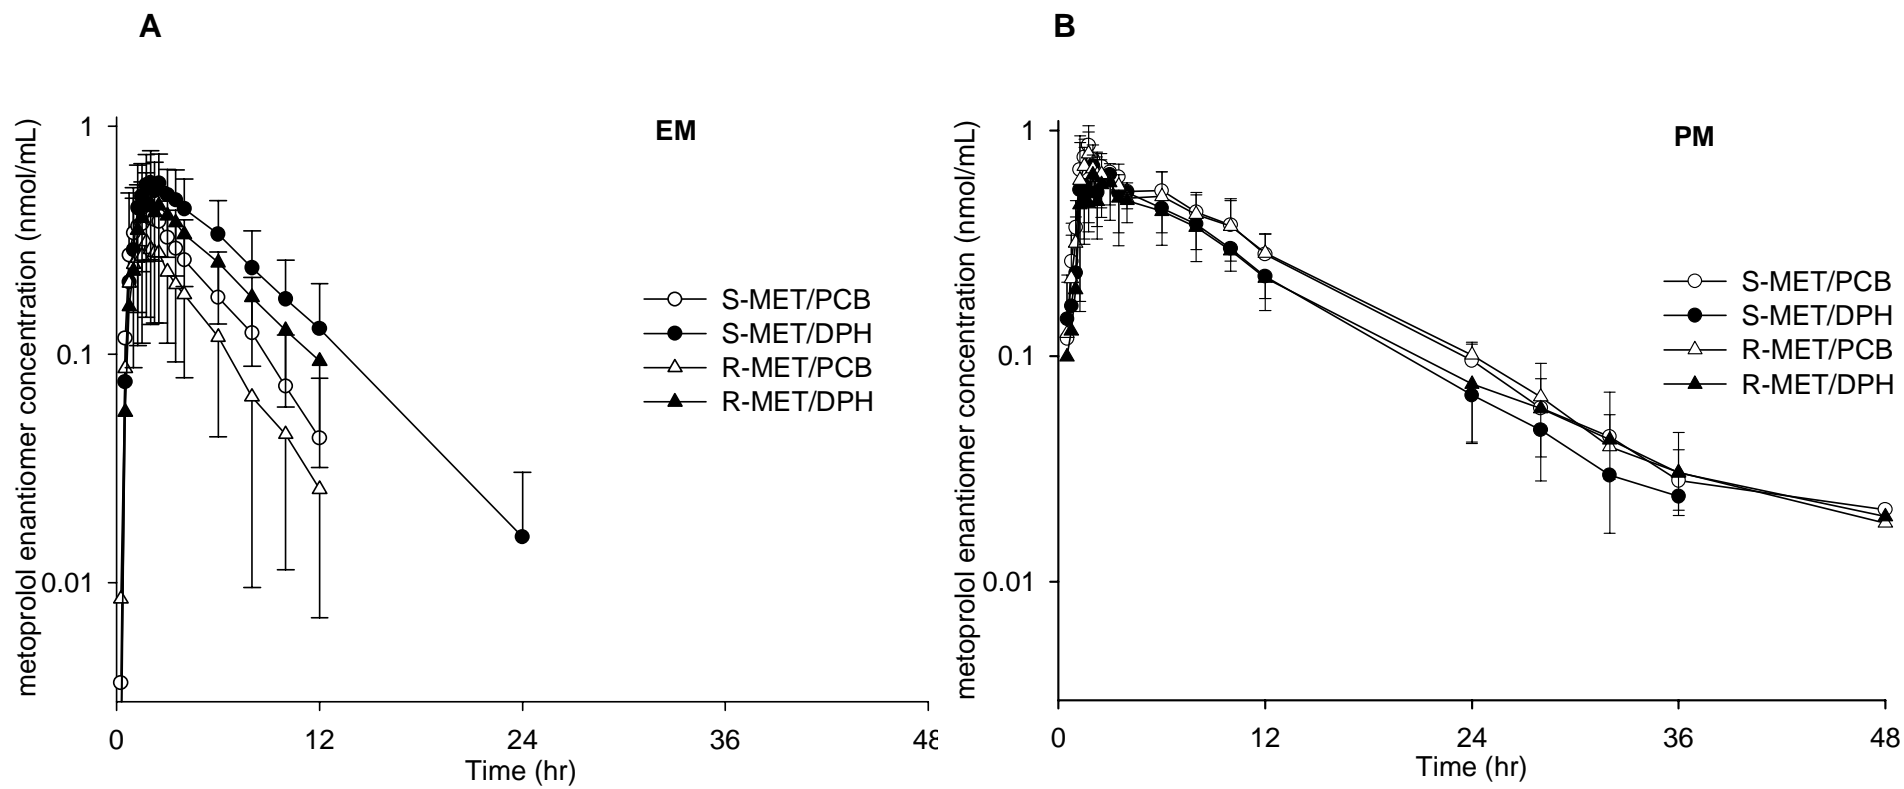 A
B
EM
PM
metoprolol enantiomer concentration (nmol/mL)
1
0.1
0.01
S-MET/PCB
S-MET/DPH
R-MET/PCB
R-MET/DPH
0 12 24 36 48
Time (hr)
metoprolol enantiomer concentration (nmol/mL)
1
0.1
0.01
S-MET/PCB
S-MET/DPH
R-MET/PCB
R-MET/DPH
0 12 24 36 48
Time (hr)